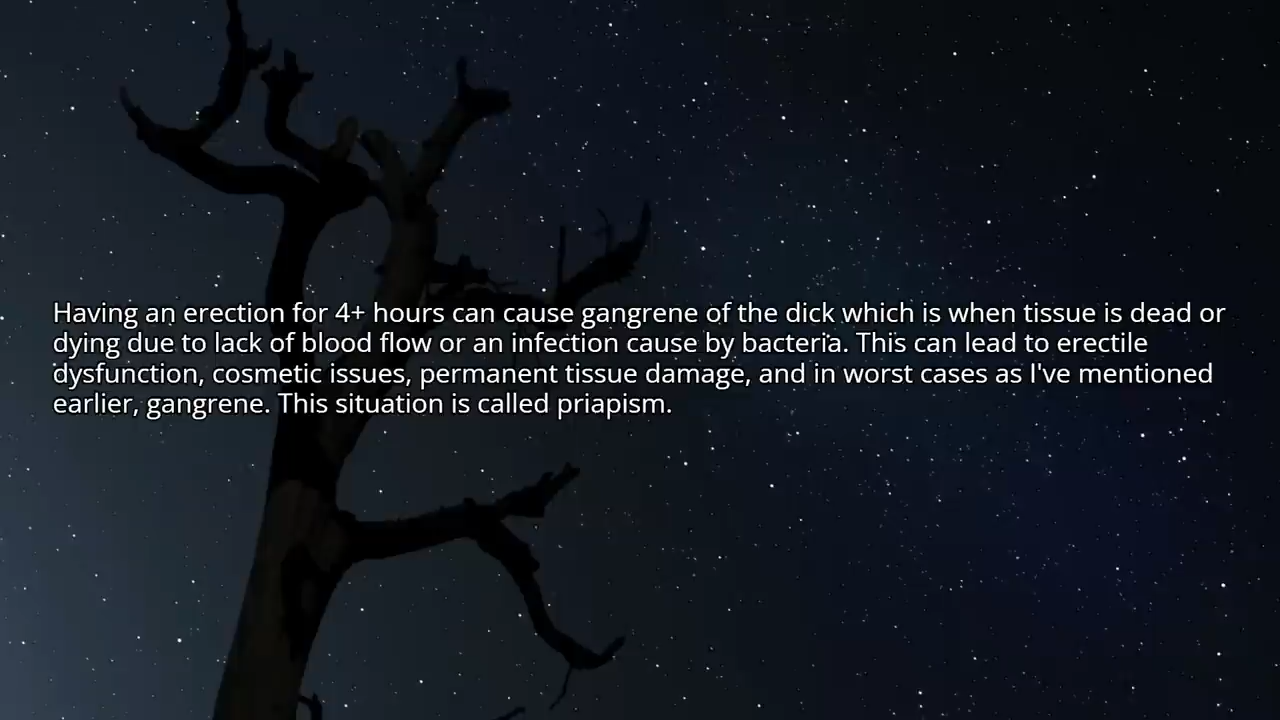 Having an erection for 4+ hours can cause gangrene of the dick which is when tissue is dead or
dying due to lack of blood flow or an infection cause by bacteria. This can lead to erectile
dysfunction, cosmetic issues, permanent tissue damage, and in worst cases as I've mentioned
earlier, gangrene. This situation is called priapism.